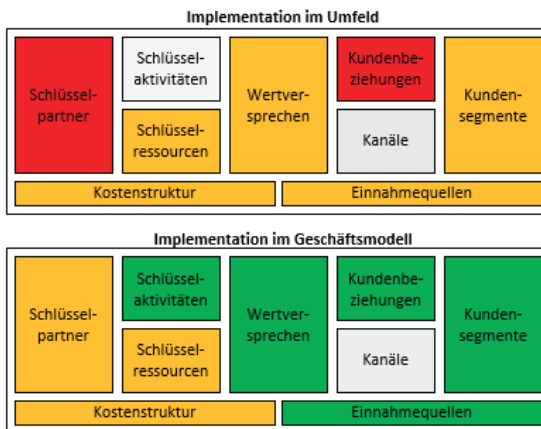 Implementation im Umfeld
Schlüssel-
partner
Schlüssel-
aktivitäten
Schlüssel-
ressourcen
Wertver-
sprechen
Kundenbe-
ziehungen
Kanäle
Kunden-
segmente
Kostenstruktur
Einnahmequellen
Implementation im Geschäftsmodell
Schlüssel-
partner
Schlüssel-
aktivitäten
Schlüssel-
ressourcen
Wertver-
sprechen
Kundenbe-
ziehungen
Kanäle
Kunden-
segmente
Kostenstruktur
Einnahmequellen